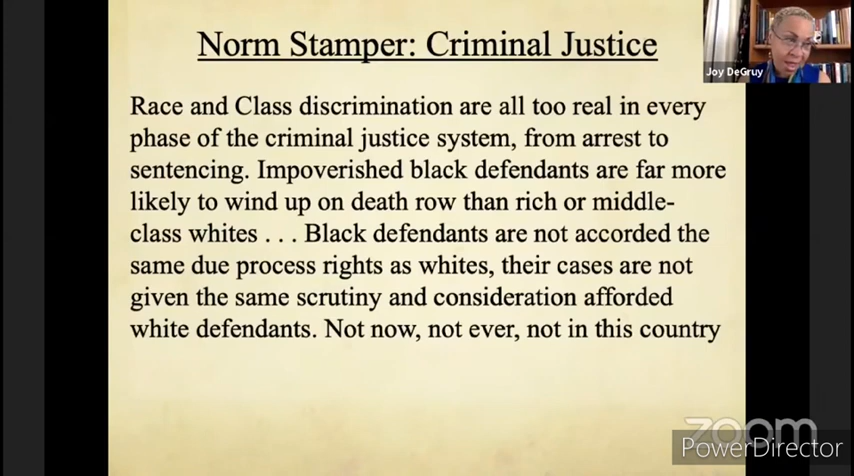 Norm Stamper: Criminal Justice
Joy DeGruy
Race and Class discrimination are all too real in every
phase of the criminal justice system, from arrest to
sentencing. Impoverished black defendants are far more
likely to wind up on death row than rich or middle-
class whites . . . Black defendants are not accorded the
same due process rights as whites, their cases are not
given the same scrutiny and consideration afforded
white defendants. Not now, not ever, not in this country
zoom
PowerDirector